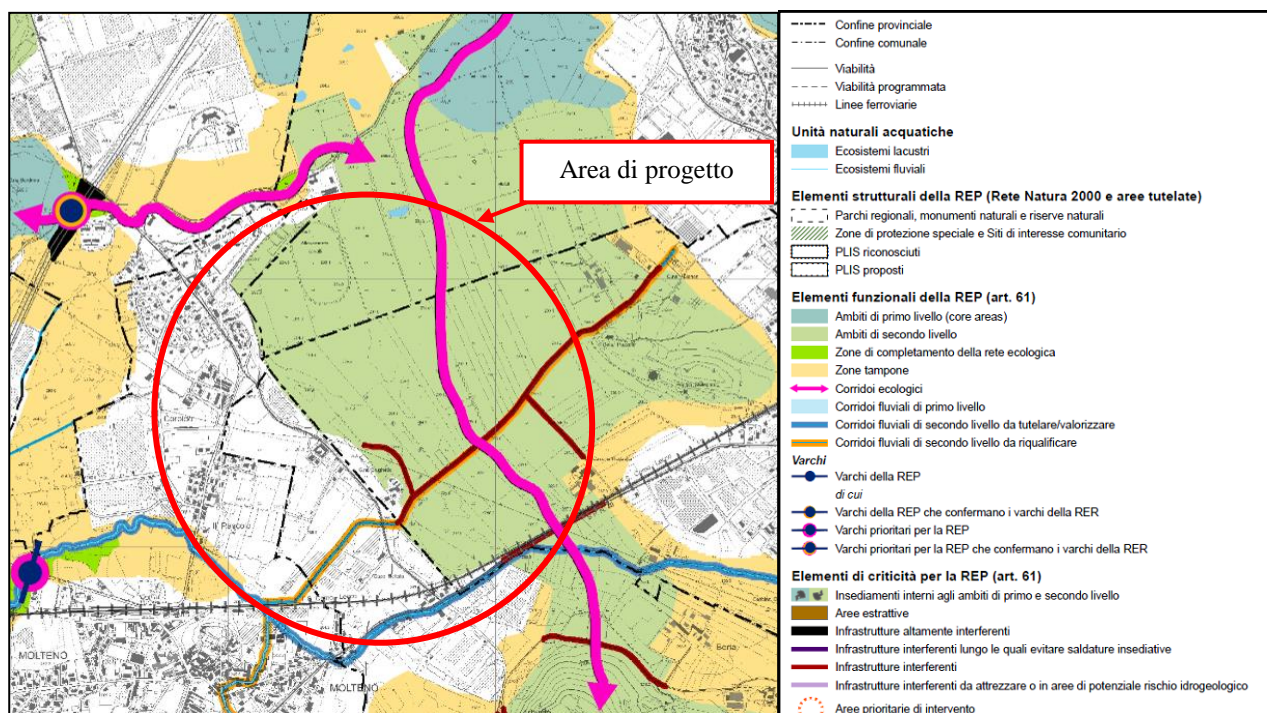 Area di progetto
Il Pascolo
MOLTENO
MOLTENO
Confine provinciale
Confine comunale
Viabilità
Viabilità programmata
Linee ferroviarie
Unità naturali acquatiche
Ecosistemi lacustri
Ecosistemi fluviali
Elementi strutturali della REP (Rete Natura 2000 e aree tutelate)
Parchi regionali, monumenti naturali e riserve naturali
Zone di protezione speciale e Siti di interesse comunitario
PLIS riconosciuti
PLIS proposti
Elementi funzionali della REP (art. 61)
Ambiti di primo livello (core areas)
Ambiti di secondo livello
Zone di completamento della rete ecologica
Zone tampone
Corridoi ecologici
Corridoi fluviali di primo livello
Corridoi fluviali di secondo livello da tutelare/valorizzare
Corridoi fluviali di secondo livello da riqualificare
Varchi
Varchi della REP
di cui
Varchi della REP che confermano i varchi della RER
Varchi prioritari per la REP
Varchi prioritari per la REP che confermano i varchi della RER
Elementi di criticità per la REP (art. 61)
Insediamenti interni agli ambiti di primo e secondo livello
Aree estrattive
Infrastrutture altamente interferenti
Infrastrutture interferenti lungo le quali evitare saldature insediative
Infrastrutture interferenti
Infrastrutture interferenti da attrezzare o in aree di potenziale rischio idrogeologico
Aree prioritarie di intervento